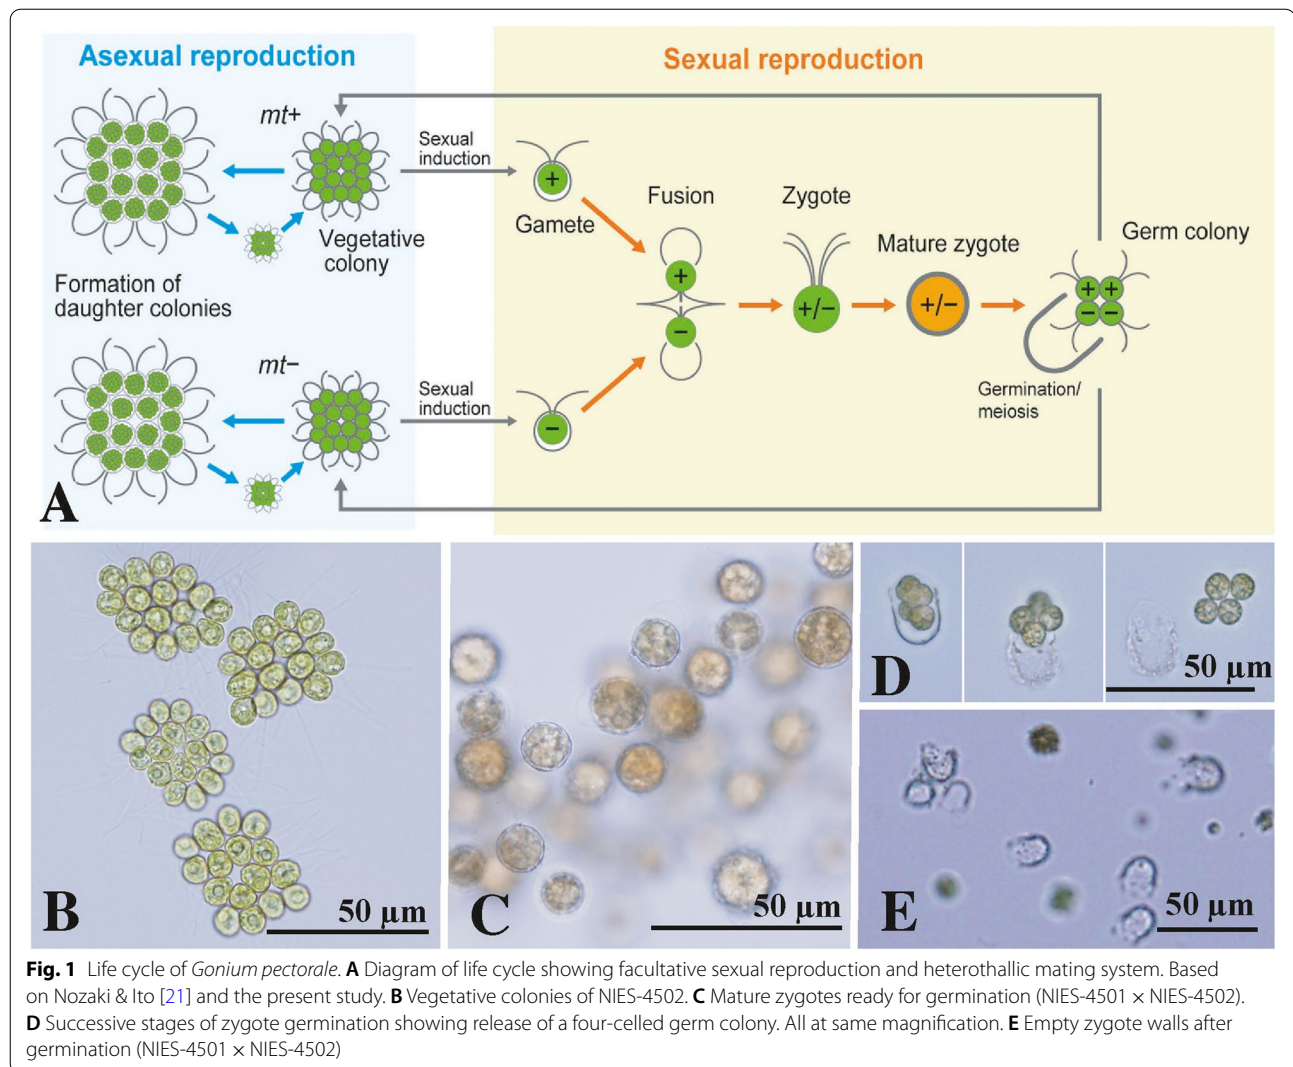 Asexual reproduction
Sexual reproduction
mt+
Sexual
induction
+
Gamete
Fusion
Zygote
Mature zygote
Germ colony
Vegetative
colony
Formation of
daughter colonies
+
−
+/−
+/−
+ +
− −
Germination/
meiosis
mt−
Sexual
induction
−
A
B
50 µm
C
50 µm
D
50 µm
E
50 µm
Fig. 1 Life cycle of Gonium pectorale. A Diagram of life cycle showing facultative sexual reproduction and heterothallic mating system. Based
on Nozaki & Ito [21] and the present study. B Vegetative colonies of NIES-4502. C Mature zygotes ready for germination (NIES-4501 × NIES-4502).
D Successive stages of zygote germination showing release of a four-celled germ colony. All at same magnification. E Empty zygote walls after
germination (NIES-4501 × NIES-4502)